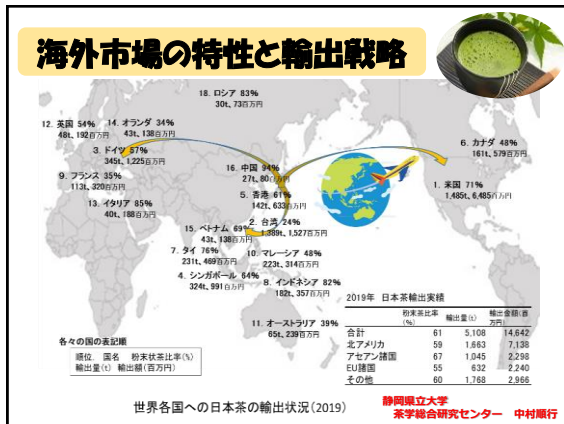 海外市場の特性と輸出戦略
18. ロシア 83%
30t、73百万円
12. 英国 54%
48t、192百万円
14. オランダ 34%
43t、138百万円
3. ドイツ 57%
345t、1,225百万円
9. フランス 35%
113t、320百万円
13. イタリア 85%
40t、188百万円
16. 中国 94%
27t、80百万円
5. 香港 61%
142t、633百万円
2. 台湾 24%
1,389t、1,527百万円
15. ベトナム 69%
43t、138百万円
7. タイ 76%
231t、469百万円
10. マレーシア 48%
223t、314百万円
4. シンガポール 64%
324t、991百万円
8. インドネシア 82%
182t、357百万円
11. オーストラリア 39%
65t、239百万円
6. カナダ 48%
161t、579百万円
1. 米国 71%
1,485t、6,485百万円
各々の国の表記順
順位. 国名 粉末状茶比率(%)
輸出量(t) 輸出額(百万円)
2019年 日本茶輸出実績
粉末茶比率(%) 輸出量(t) 輸出金額(百万円)
合計 61 5,108 14,642
北アメリカ 59 1,663 7,138
アセアン諸国 67 1,045 2,298
EU諸国 55 632 2,240
その他 60 1,768 2,966
世界各国への日本茶の輸出状況(2019)
静岡県立大学
茶学総合研究センター 中村順行